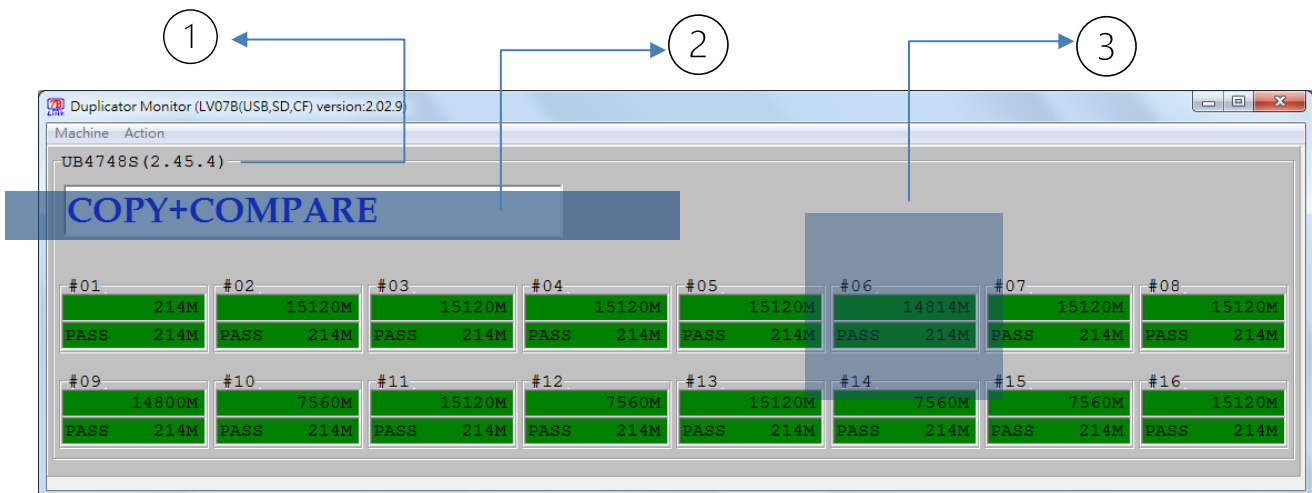 1 2 3
7B Link Duplicator Monitor (LV07B(USB,SD,CF) version:2.02.9)
Machine Action
UB4748S(2.45.4)
COPY+COMPARE
#01 #02 #03 #04 #05 #06 #07 #08
214M 15120M 15120M 15120M 15120M 14814M 15120M 15120M
PASS 214M PASS 214M PASS 214M PASS 214M PASS 214M PASS 214M PASS 214M PASS 214M
#09 #10 #11 #12 #13 #14 #15 #16
14800M 7560M 15120M 7560M 15120M 7560M 7560M 15120M
PASS 214M PASS 214M PASS 214M PASS 214M PASS 214M PASS 214M PASS 214M PASS 214M